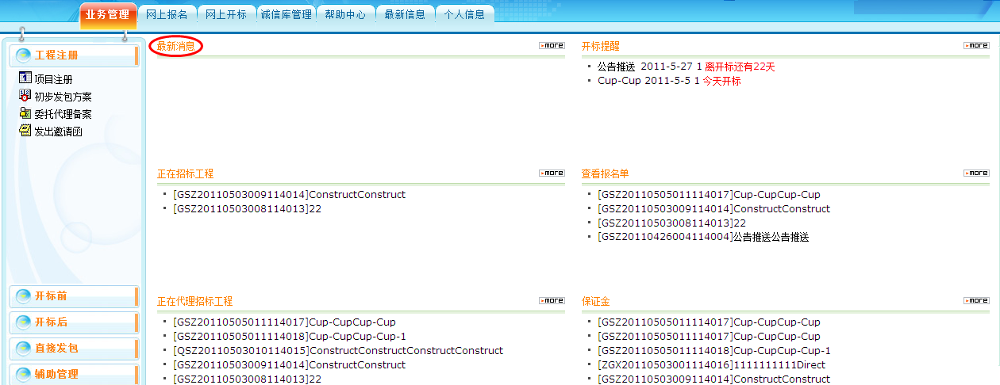 业务管理 网上报名 网上开标 诚信库管理 帮助中心 最新信息 个人信息
工程注册
项目注册
初步发包方案
委托代理备案
发出邀请函
开标前
开标后
直接发包
辅助管理
最新消息 more
开标提醒 more
公告推送 2011-5-27 1 离开标还有22天
Cup-Cup 2011-5-5 1 今天开标
正在招标工程 more
[GSZ20110503009114014]ConstructConstruct
[GSZ20110503008114013]22
查看报名单 more
[GSZ20110505011114017]Cup-CupCup-Cup
[GSZ20110503009114014]ConstructConstruct
[GSZ20110503008114013]22
[GSZ20110426004114004]公告推送公告推送
正在代理招标工程 more
[GSZ20110505011114017]Cup-CupCup-Cup
[GSZ20110505011114018]Cup-CupCup-Cup-1
[QSZ20110503010114015]ConstructConstructConstructConstruct
[GSZ20110503009114014]ConstructConstruct
[GSZ20110503008114013]22
保证金 more
[GSZ20110505011114017]Cup-CupCup-Cup
[GSZ20110505011114017]Cup-CupCup-Cup
[GSZ20110505011114018]Cup-CupCup-Cup-1
[ZGX20110503001114016]1111111111Direct
[GSZ20110503009114014]ConstructConstruct